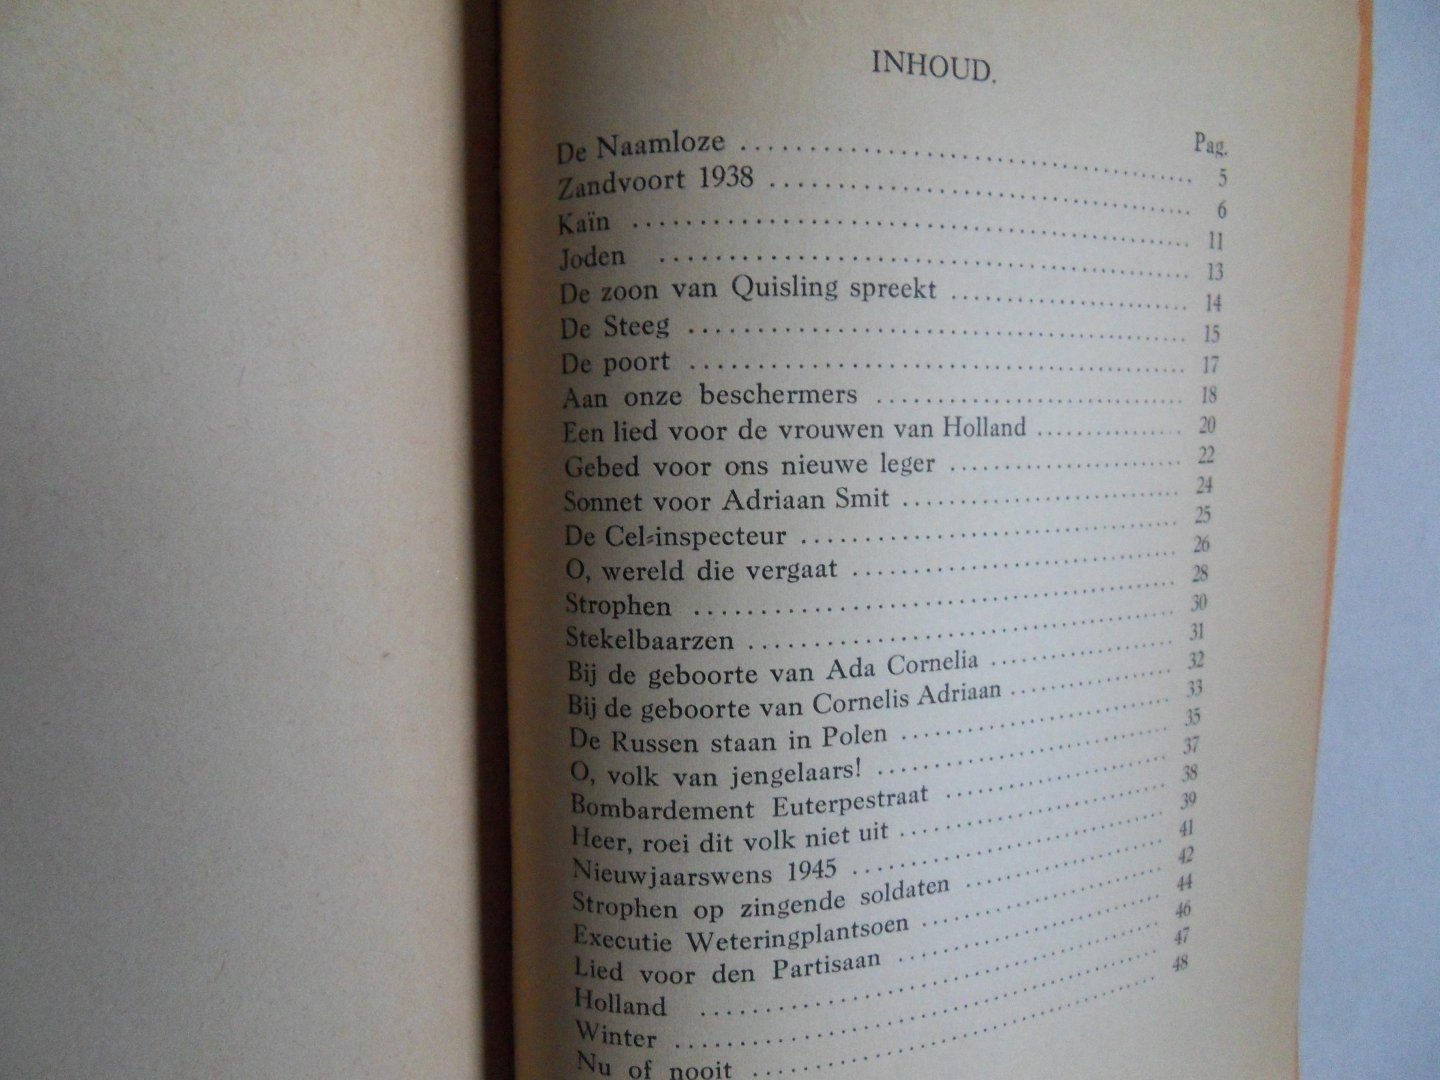 INHOUD.
Pag.
De Naamloze .......... 5
Zandvoort 1938 .......... 6
Kaïn .......... 11
Joden .......... 13
De zoon van Quisling spreekt .......... 14
De Steeg .......... 15
De poort .......... 17
Aan onze beschermers .......... 18
Een lied voor de vrouwen van Holland .......... 20
Gebed voor ons nieuwe leger .......... 22
Sonnet voor Adriaan Smit .......... 24
De Cel-inspecteur .......... 25
O, wereld die vergaat .......... 26
Strophen .......... 28
Stekelbaarzen .......... 30
Bij de geboorte van Ada Cornelia .......... 31
Bij de geboorte van Cornelis Adriaan .......... 32
De Russen staan in Polen .......... 33
O, volk van jengelaars! .......... 35
Bombardement Euterpestraat .......... 37
Heer, roei dit volk niet uit .......... 38
Nieuwjaarswens 1945 .......... 39
Strophen op zingende soldaten .......... 41
Executie Weteringplantsoen .......... 42
Lied voor den Partisaan .......... 44
Holland .......... 46
Winter .......... 47
Nu of nooit .......... 48